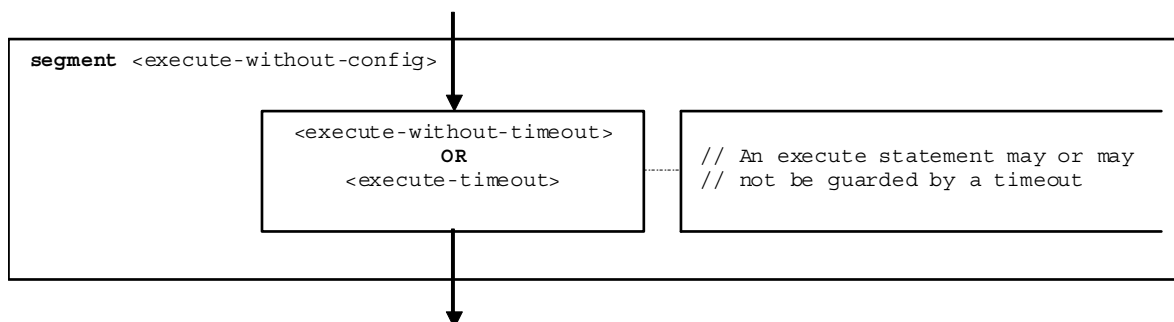 segment <execute-without-config>
<execute-without-timeout>
OR
<execute-timeout>
// An execute statement may or may
// not be guarded by a timeout